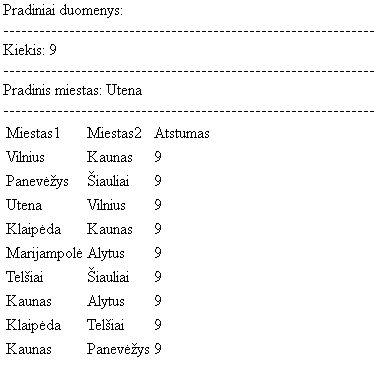 Pradiniai duomenys:
--------------------------------------------------------------------
Kiekis: 9
--------------------------------------------------------------------
Pradinis miestas: Utena
--------------------------------------------------------------------
Miestas1 Miestas2 Atstumas
Vilnius Kaunas 9
Panevėžys Šiauliai 9
Utena Vilnius 9
Klaipėda Kaunas 9
Marijampolė Alytus 9
Telšiai Šiauliai 9
Kaunas Alytus 9
Klaipėda Telšiai 9
Kaunas Panevėžys 9